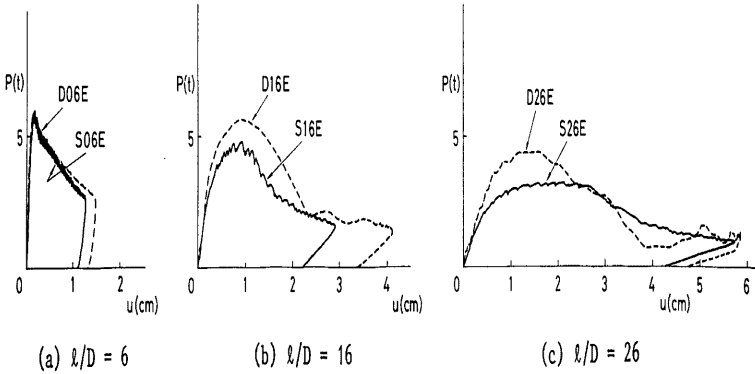 P(t)
D06E
S06E
5
0
1
2
u(cm)
(a) ℓ/D = 6
P(t)
D16E
S16E
5
0
1
2
3
4
u(cm)
(b) ℓ/D = 16
P(t)
D26E
S26E
5
0
1
2
3
4
5
6
u(cm)
(c) ℓ/D = 26